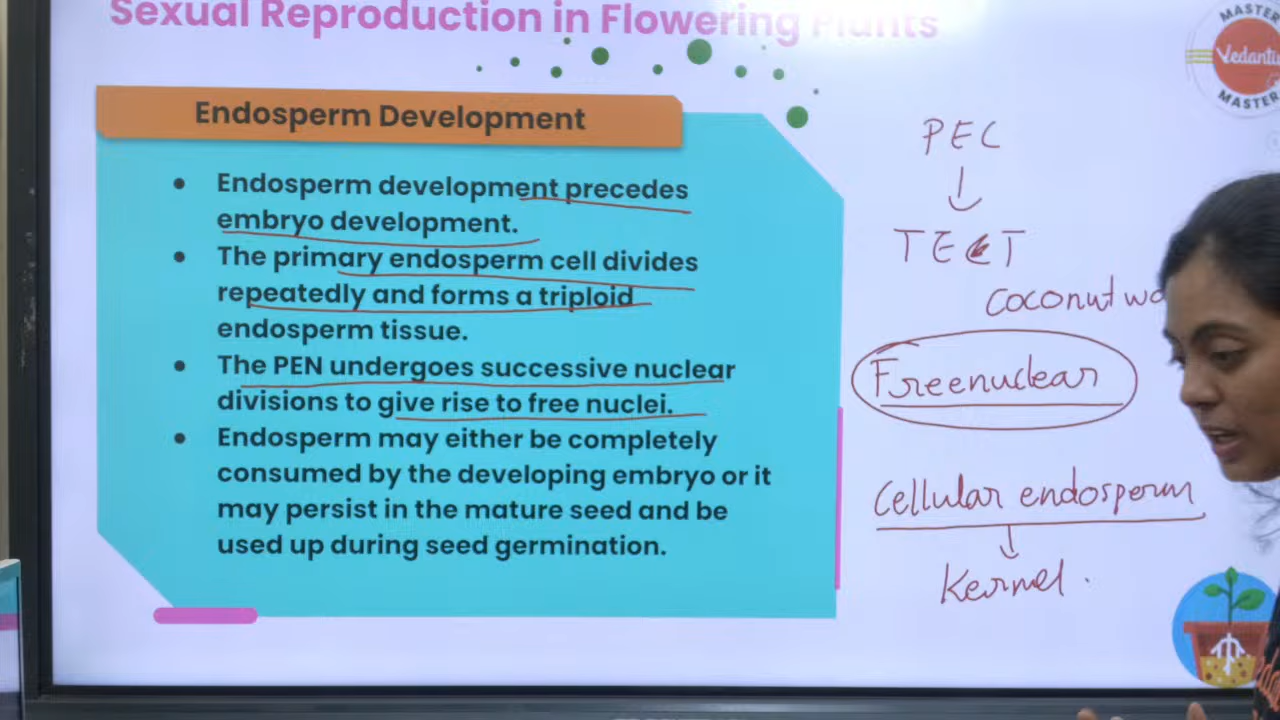 Sexual Reproduction in Flowering Plants
MASTER
Vedantu
MASTER
Endosperm Development
• Endosperm development precedes
embryo development.
• The primary endosperm cell divides
repeatedly and forms a triploid
endosperm tissue.
• The PEN undergoes successive nuclear
divisions to give rise to free nuclei.
• Endosperm may either be completely
consumed by the developing embryo or it
may persist in the mature seed and be
used up during seed germination.
PEC
coconut
Freenuclear
Cellular endosperm
Kernel.